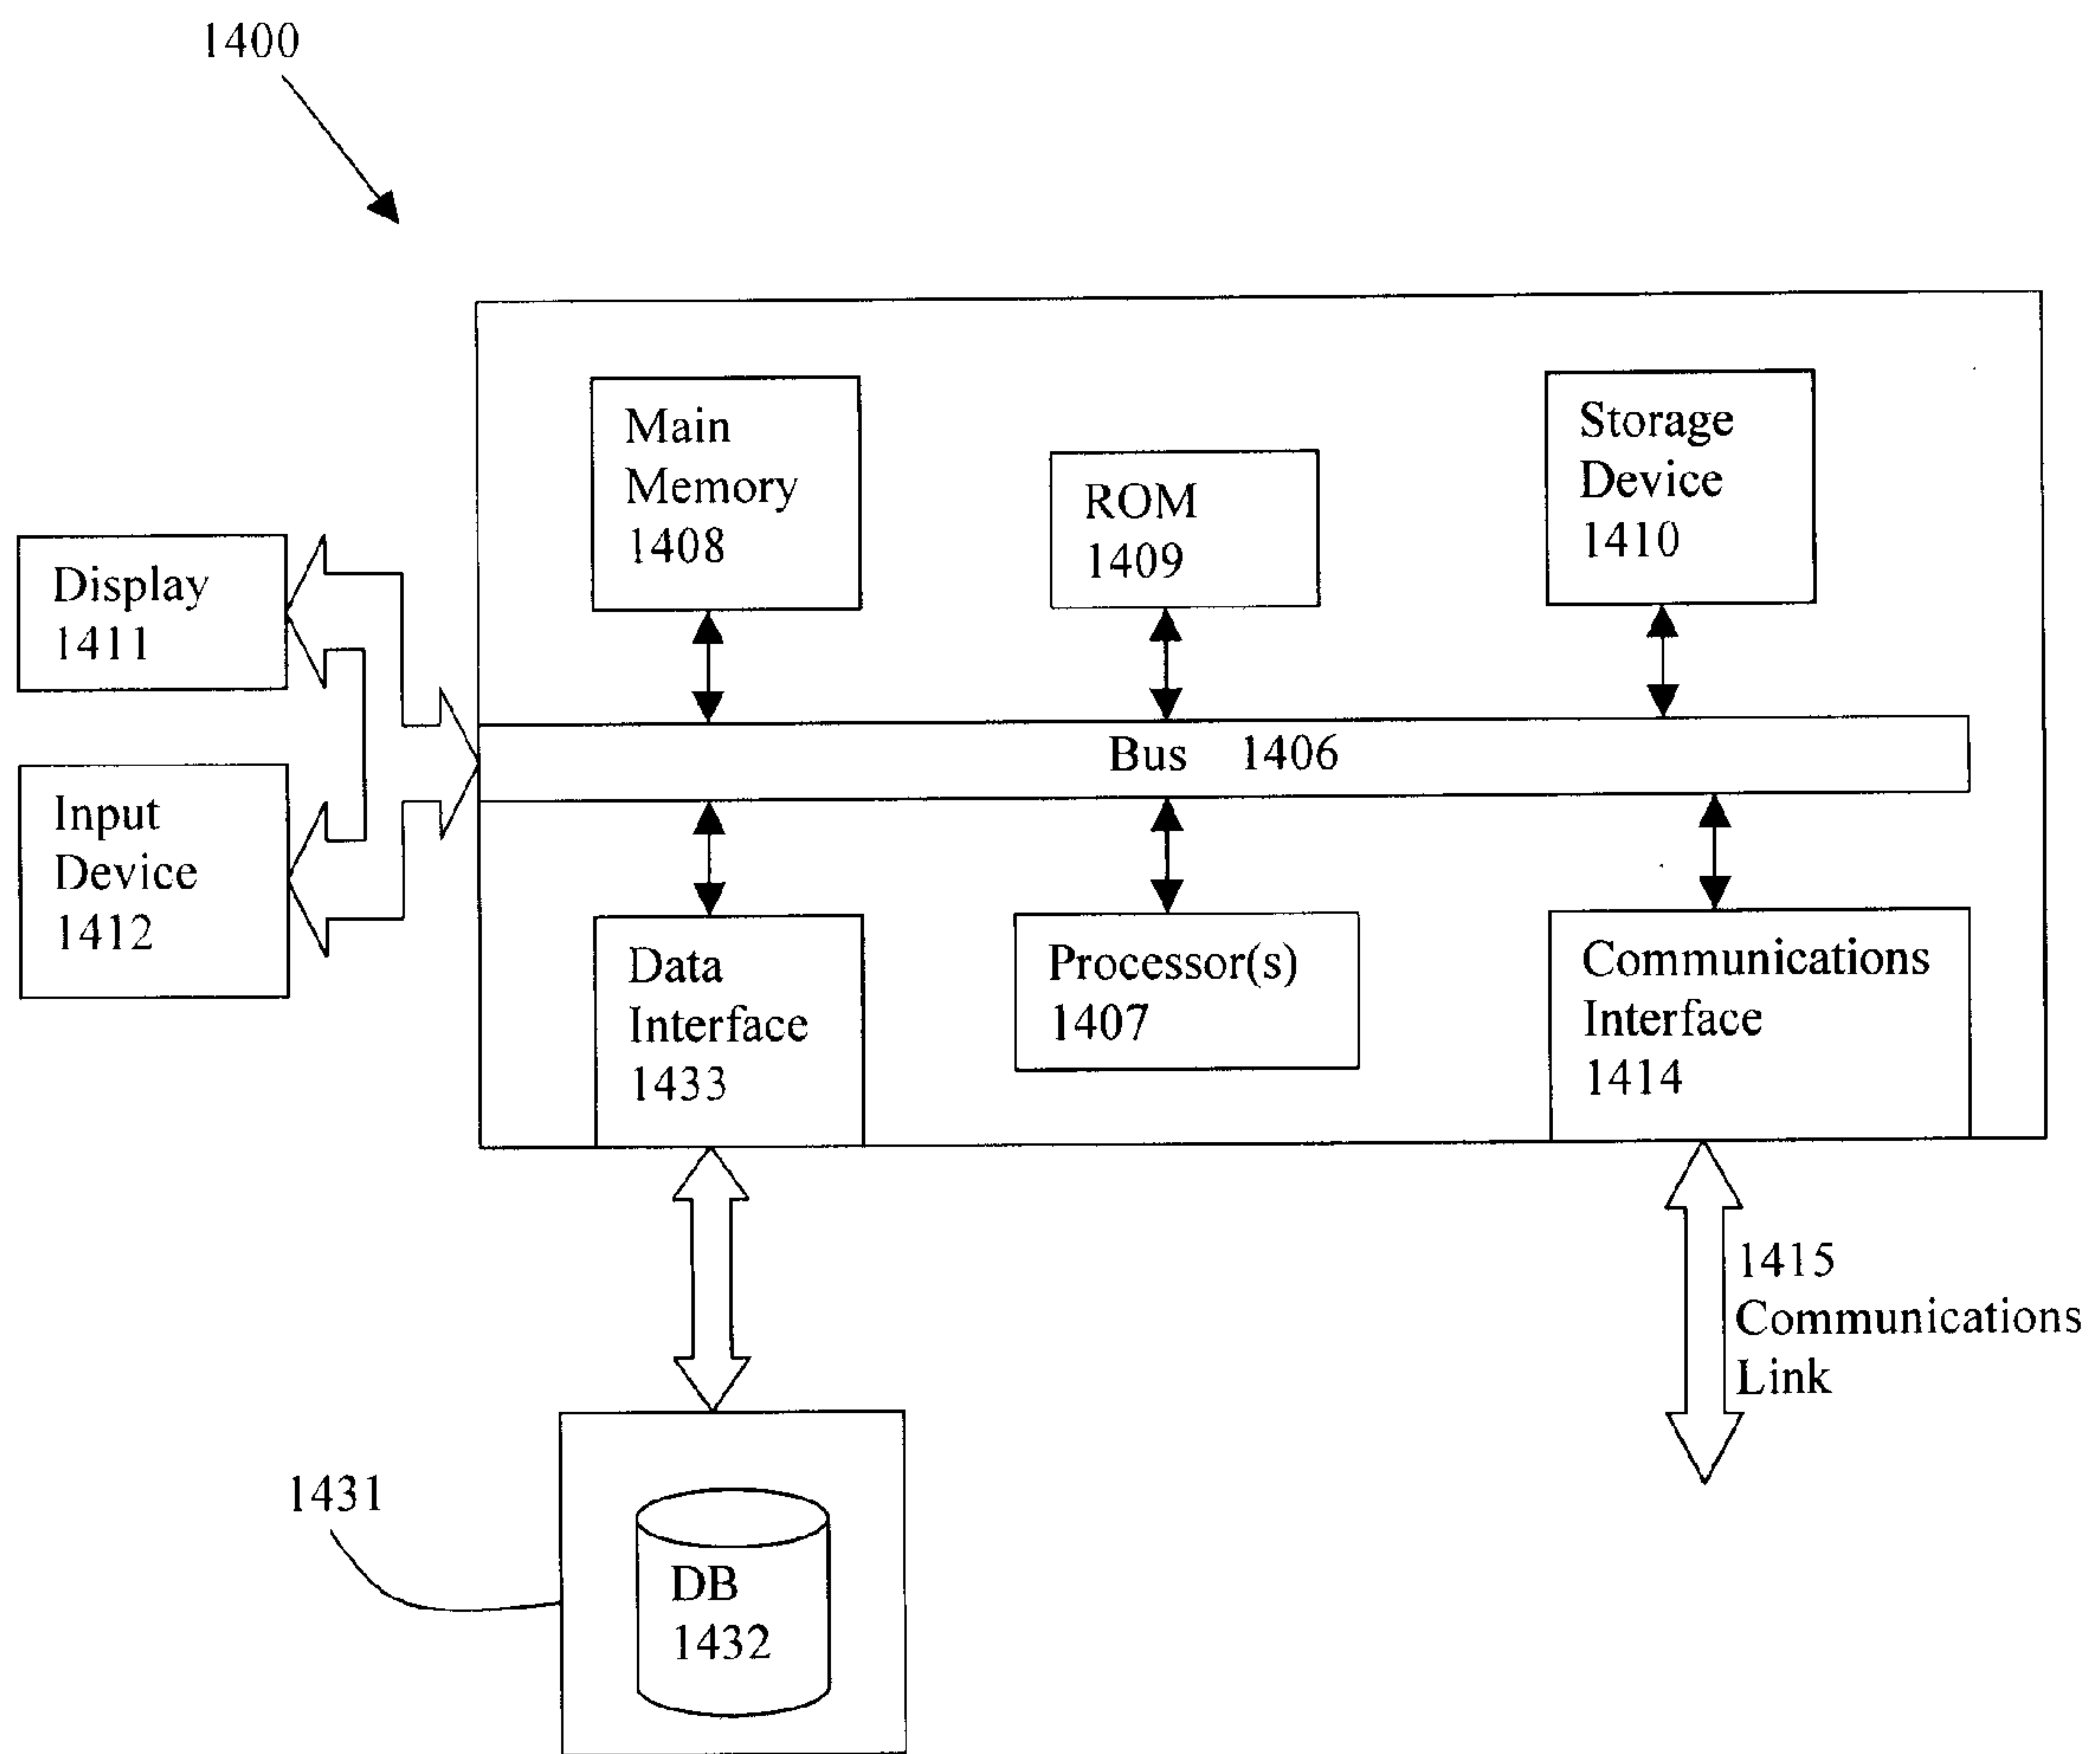 1400
Main
Memory
1408
ROM
1409
Storage
Device
1410
Display
1411
Bus 1406
Input
Device
1412
Data
Interface
1433
Processor(s)
1407
Communications
Interface
1414
1415
Communications
Link
1431
DB
1432